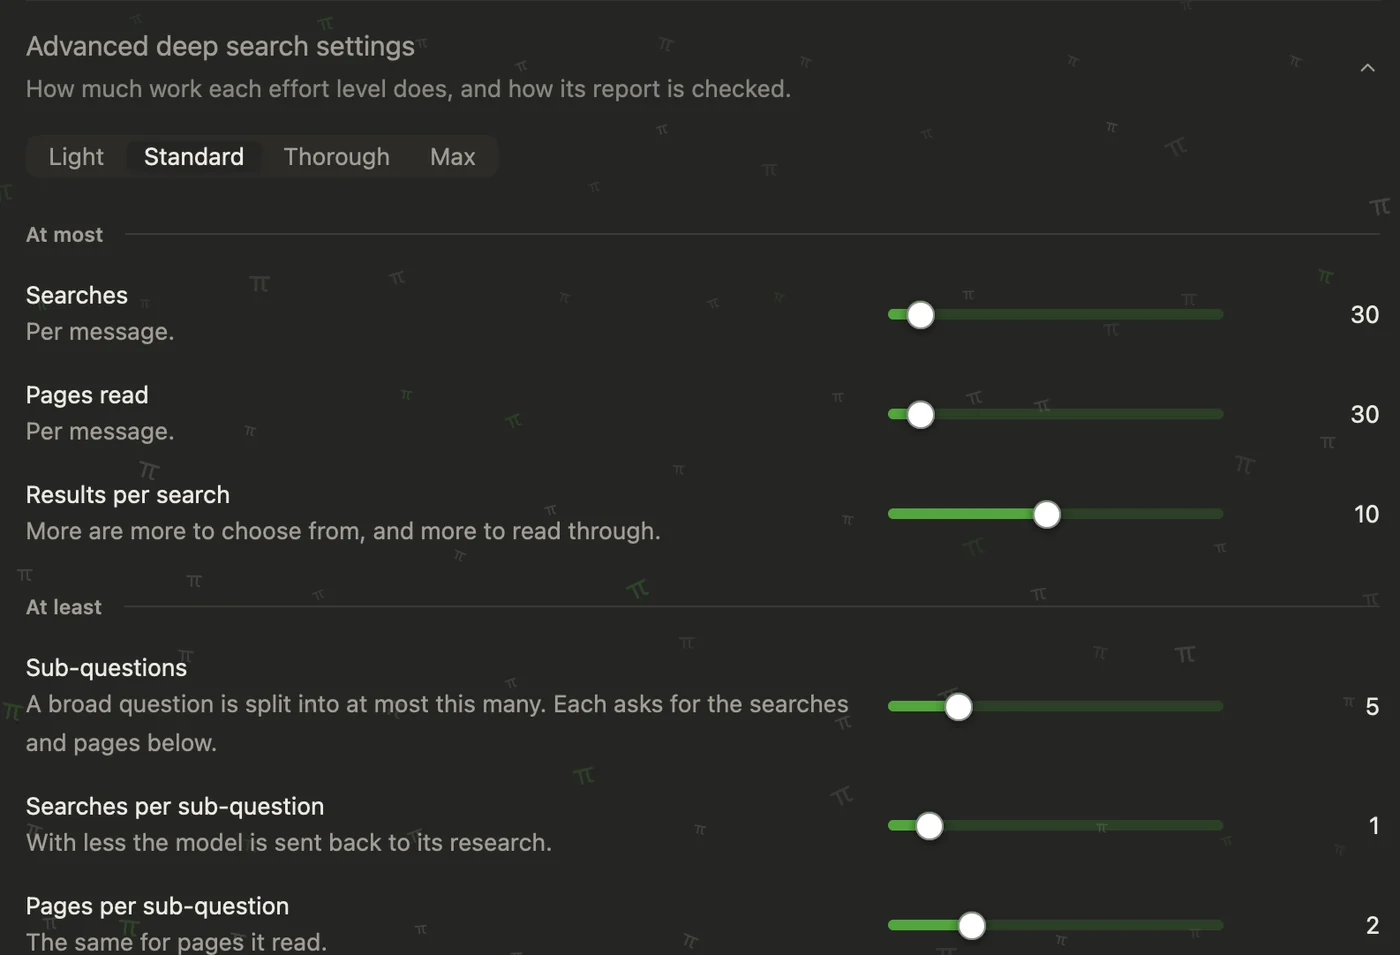 Advanced deep search settings
How much work each effort level does, and how its report is checked.
Light Standard Thorough Max
At most
Searches
Per message.
30
Pages read
Per message.
30
Results per search
More are more to choose from, and more to read through.
10
At least
Sub-questions
A broad question is split into at most this many. Each asks for the searches
and pages below.
5
Searches per sub-question
With less the model is sent back to its research.
1
Pages per sub-question
The same for pages it read.
2